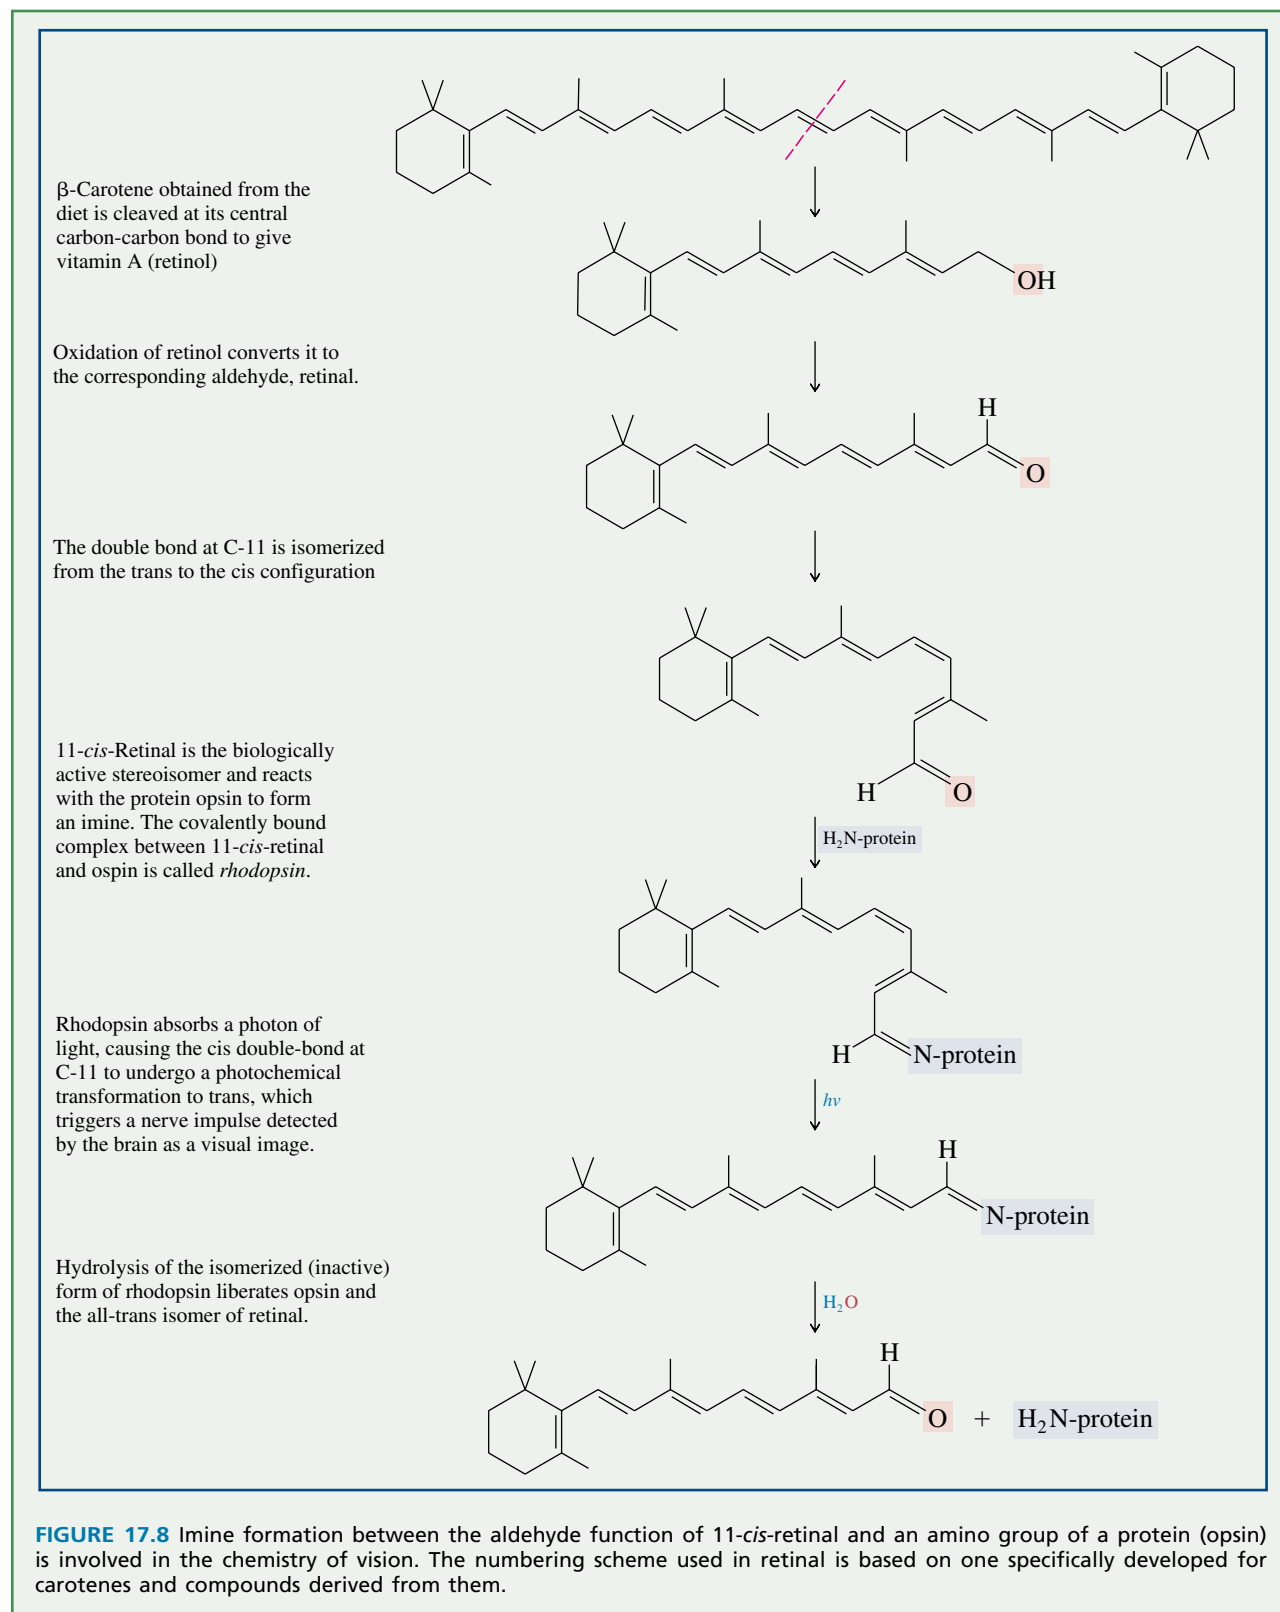 β-Carotene obtained from the
diet is cleaved at its central
carbon-carbon bond to give
vitamin A (retinol)
OH
Oxidation of retinol converts it to
the corresponding aldehyde, retinal.
H
O
The double bond at C-11 is isomerized
from the trans to the cis configuration
11-cis-Retinal is the biologically
active stereoisomer and reacts
with the protein opsin to form
an imine. The covalently bound
complex between 11-cis-retinal
and ospin is called rhodopsin.
H
O
H₂N-protein
Rhodopsin absorbs a photon of
light, causing the cis double-bond at
C-11 to undergo a photochemical
transformation to trans, which
triggers a nerve impulse detected
by the brain as a visual image.
H
N-protein
hν
H
N-protein
Hydrolysis of the isomerized (inactive)
form of rhodopsin liberates opsin and
the all-trans isomer of retinal.
H₂O
H
O + H₂N-protein
FIGURE 17.8 Imine formation between the aldehyde function of 11-cis-retinal and an amino group of a protein (opsin)
is involved in the chemistry of vision. The numbering scheme used in retinal is based on one specifically developed for
carotenes and compounds derived from them.